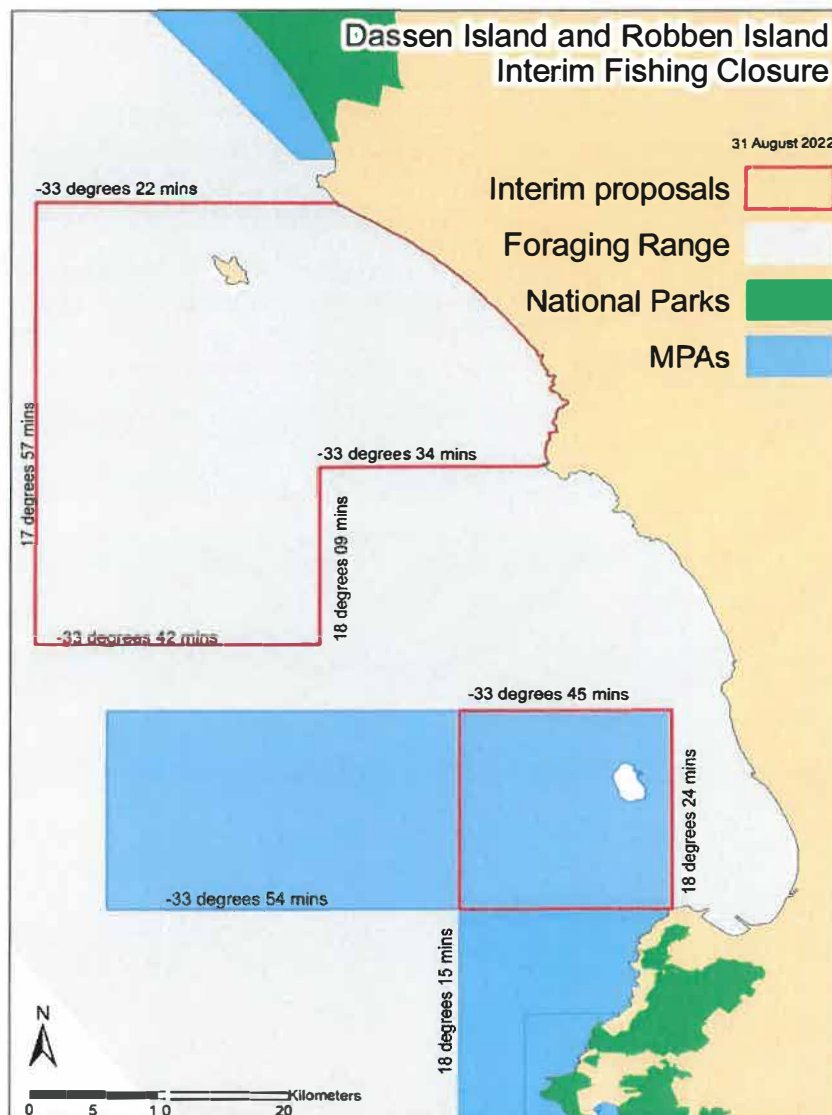 Dassen Island and Robben Island
Interim Fishing Closure
31 August 2022
Interim proposals
Foraging Range
National Parks
MPAs
-33 degrees 22 mins
17 degrees 57 mins
-33 degrees 34 mins
18 degrees 09 mins
-33 degrees 42 mins
-33 degrees 45 mins
18 degrees 24 mins
-33 degrees 54 mins
18 degrees 15 mins
N
Kilometers
0 5 10 20